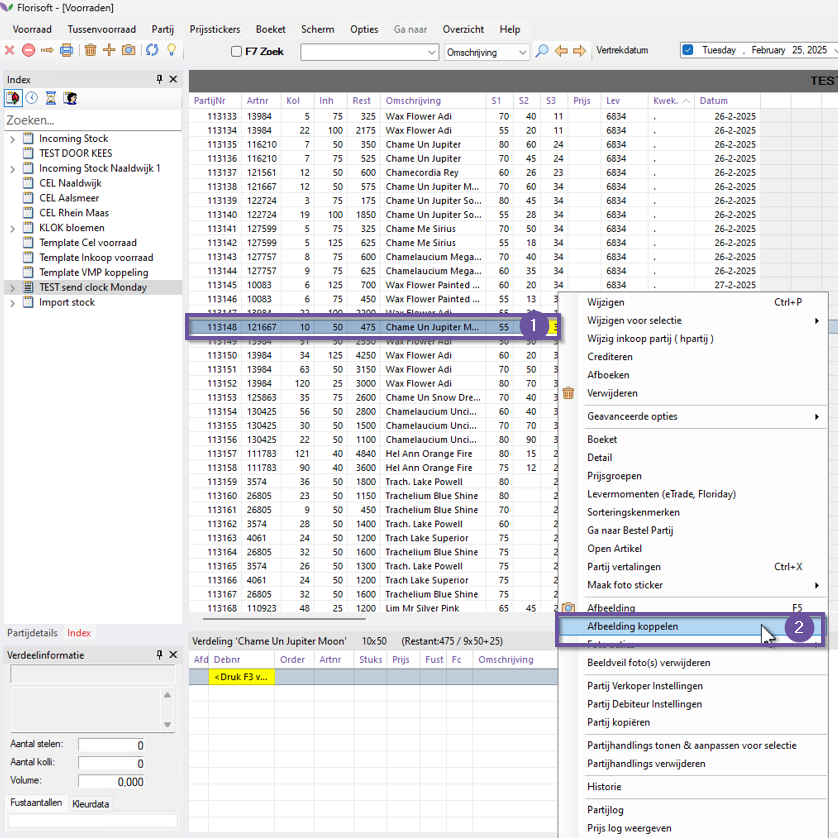 Florisoft - [Voorraden]
Voorraad Tussenvoorraad Partij Prijsstickers Boeket Scherm Opties Ga naar Overzicht Help
F7 Zoek Omschrijving Vertrekdatum Tuesday , February 25, 2025
Index
TEST
Zoeken...
Incoming Stock
TEST DOOR KEES
Incoming Stock Naaldwijk 1
CEL Naaldwijk
CEL Aalsmeer
CEL Rhein Maas
KLOK bloemen
Template Cel voorraad
Template Inkoop voorraad
Template VMP koppeling
TEST send clock Monday
Import stock
Partijdetails Index
Verdeelinformatie
Aantal stelen: 0
Aantal kolli: 0
Volume: 0,000
Fustaantallen Kleurdata
PartijNr Artnr Kol Inh Rest Omschrijving S1 S2 S3 Prijs Lev Kwek. Datum
113133 13984 5 75 325 Wax Flower Adi 70 40 11 6834 . 26-2-2025
113134 13984 22 100 2175 Wax Flower Adi 55 20 11 6834 . 26-2-2025
113135 116210 7 50 350 Chame Un Jupiter 80 60 24 6834 . 26-2-2025
113136 116210 7 75 525 Chame Un Jupiter 70 45 24 6834 . 26-2-2025
113137 121561 12 50 600 Chamecordia Rey 60 26 23 6834 . 26-2-2025
113138 121667 12 50 575 Chame Un Jupiter M... 70 60 34 6834 . 26-2-2025
113139 122724 3 75 175 Chame Un Jupiter So... 80 45 34 6834 . 26-2-2025
113140 122724 19 100 1850 Chame Un Jupiter So... 55 28 34 6834 . 26-2-2025
113141 127599 5 75 325 Chame Me Sirius 70 50 34 6834 . 26-2-2025
113142 127599 5 125 625 Chame Me Sirius 55 18 34 6834 . 26-2-2025
113143 127757 8 75 600 Chamelaucium Mega... 70 40 34 6834 . 26-2-2025
113144 127757 9 75 625 Chamelaucium Mega... 60 35 34 6834 . 26-2-2025
113145 10083 6 125 700 Wax Flower Painted ... 70 40 34 6834 . 27-2-2025
113146 10083 6 75 450 Wax Flower Painted ... 55 13 3
113147 13984 22 100 2200 Wax Flower Adi 55
113148 121667 10 50 475 Chame Un Jupiter M... 55 1 3
113149 13984 51 50 2550 Wax Flower Adi 50 50
113150 13984 34 125 4250 Wax Flower Adi 60 20 1
113151 13984 63 50 3150 Wax Flower Adi 70 30 1
113152 13984 120 25 3000 Wax Flower Adi 80 70 1
113153 125863 35 75 2600 Chame Un Snow Dre... 70 40 3
113154 130425 56 50 2800 Chamelaucium Unci... 60 40 3
113155 130425 30 50 1500 Chamelaucium Unci... 70 70 3
113156 130425 22 50 1100 Chamelaucium Unci... 80 90 3
113157 111783 121 40 4840 Hel Ann Orange Fire 80 15 2
113158 111783 90 40 3600 Hel Ann Orange Fire 75 12 2
113159 3574 36 50 1800 Trach. Lake Powell 80 2
113160 26805 23 50 1150 Trachelium Blue Shine 80 2
113161 26805 9 50 450 Trachelium Blue Shine 70 2
113162 3574 28 50 1400 Trach. Lake Powell 60 2
113163 4061 24 50 1200 Trach Lake Superior 75 2
113164 26805 32 50 1600 Trachelium Blue Shine 75 2
113165 3574 26 50 1300 Trach. Lake Powell 75 2
113166 4061 24 50 1200 Trach Lake Superior 75 2
113167 26805 32 50 1600 Trachelium Blue Shine 75 2
113168 110923 48 25 1200 Lim Mr Silver Pink 65 45 2
Verdeling 'Chame Un Jupiter Moon' 10x50 (Restant:475 / 9x50+25)
Afd Debnr Order Artnr Stuks Prijs Fust Fc Omschrijving
<Druk F3 v...
Wijzigen Ctrl+P
Wijzigen voor selectie
Wijzig inkoop partij ( hpartij )
Crediteren
Afboeken
Verwijderen
Geavanceerde opties
Boeket
Detail
Prijsgroepen
Levermomenten (eTrade, Floriday)
Sorteringskenmerken
Ga naar Bestel Partij
Open Artikel
Partij vertalingen Ctrl+X
Maak foto sticker
Afbeelding F5
Afbeelding koppelen 2
Foto acties
Beeldveil foto(s) verwijderen
Partij Verkoper Instellingen
Partij Debiteur Instellingen
Partij kopiëren
Partijhandlings tonen & aanpassen voor selectie
Partijhandlings verwijderen
Historie
Partijlog
Prijs log weergeven